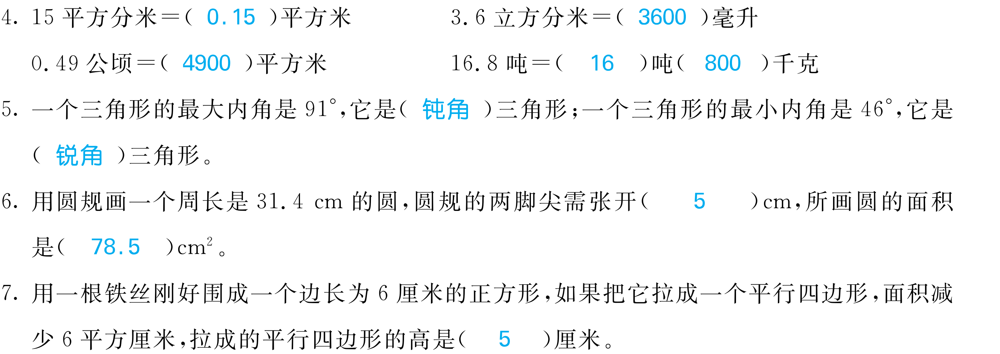 4. 15 平方分米=( 0.15 )平方米 3.6 立方分米=( 3600 )毫升
0.49 公顷=( 4900 )平方米 16.8 吨=( 16 )吨( 800 )千克
5. 一个三角形的最大内角是 91°,它是( 钝角 )三角形;一个三角形的最小内角是 46°,它是
( 锐角 )三角形。
6. 用圆规画一个周长是 31.4 cm 的圆,圆规的两脚尖需张开( 5 )cm,所画圆的面积
是( 78.5 )cm²。
7. 用一根铁丝刚好围成一个边长为 6 厘米的正方形,如果把它拉成一个平行四边形,面积减
少 6 平方厘米,拉成的平行四边形的高是( 5 )厘米。